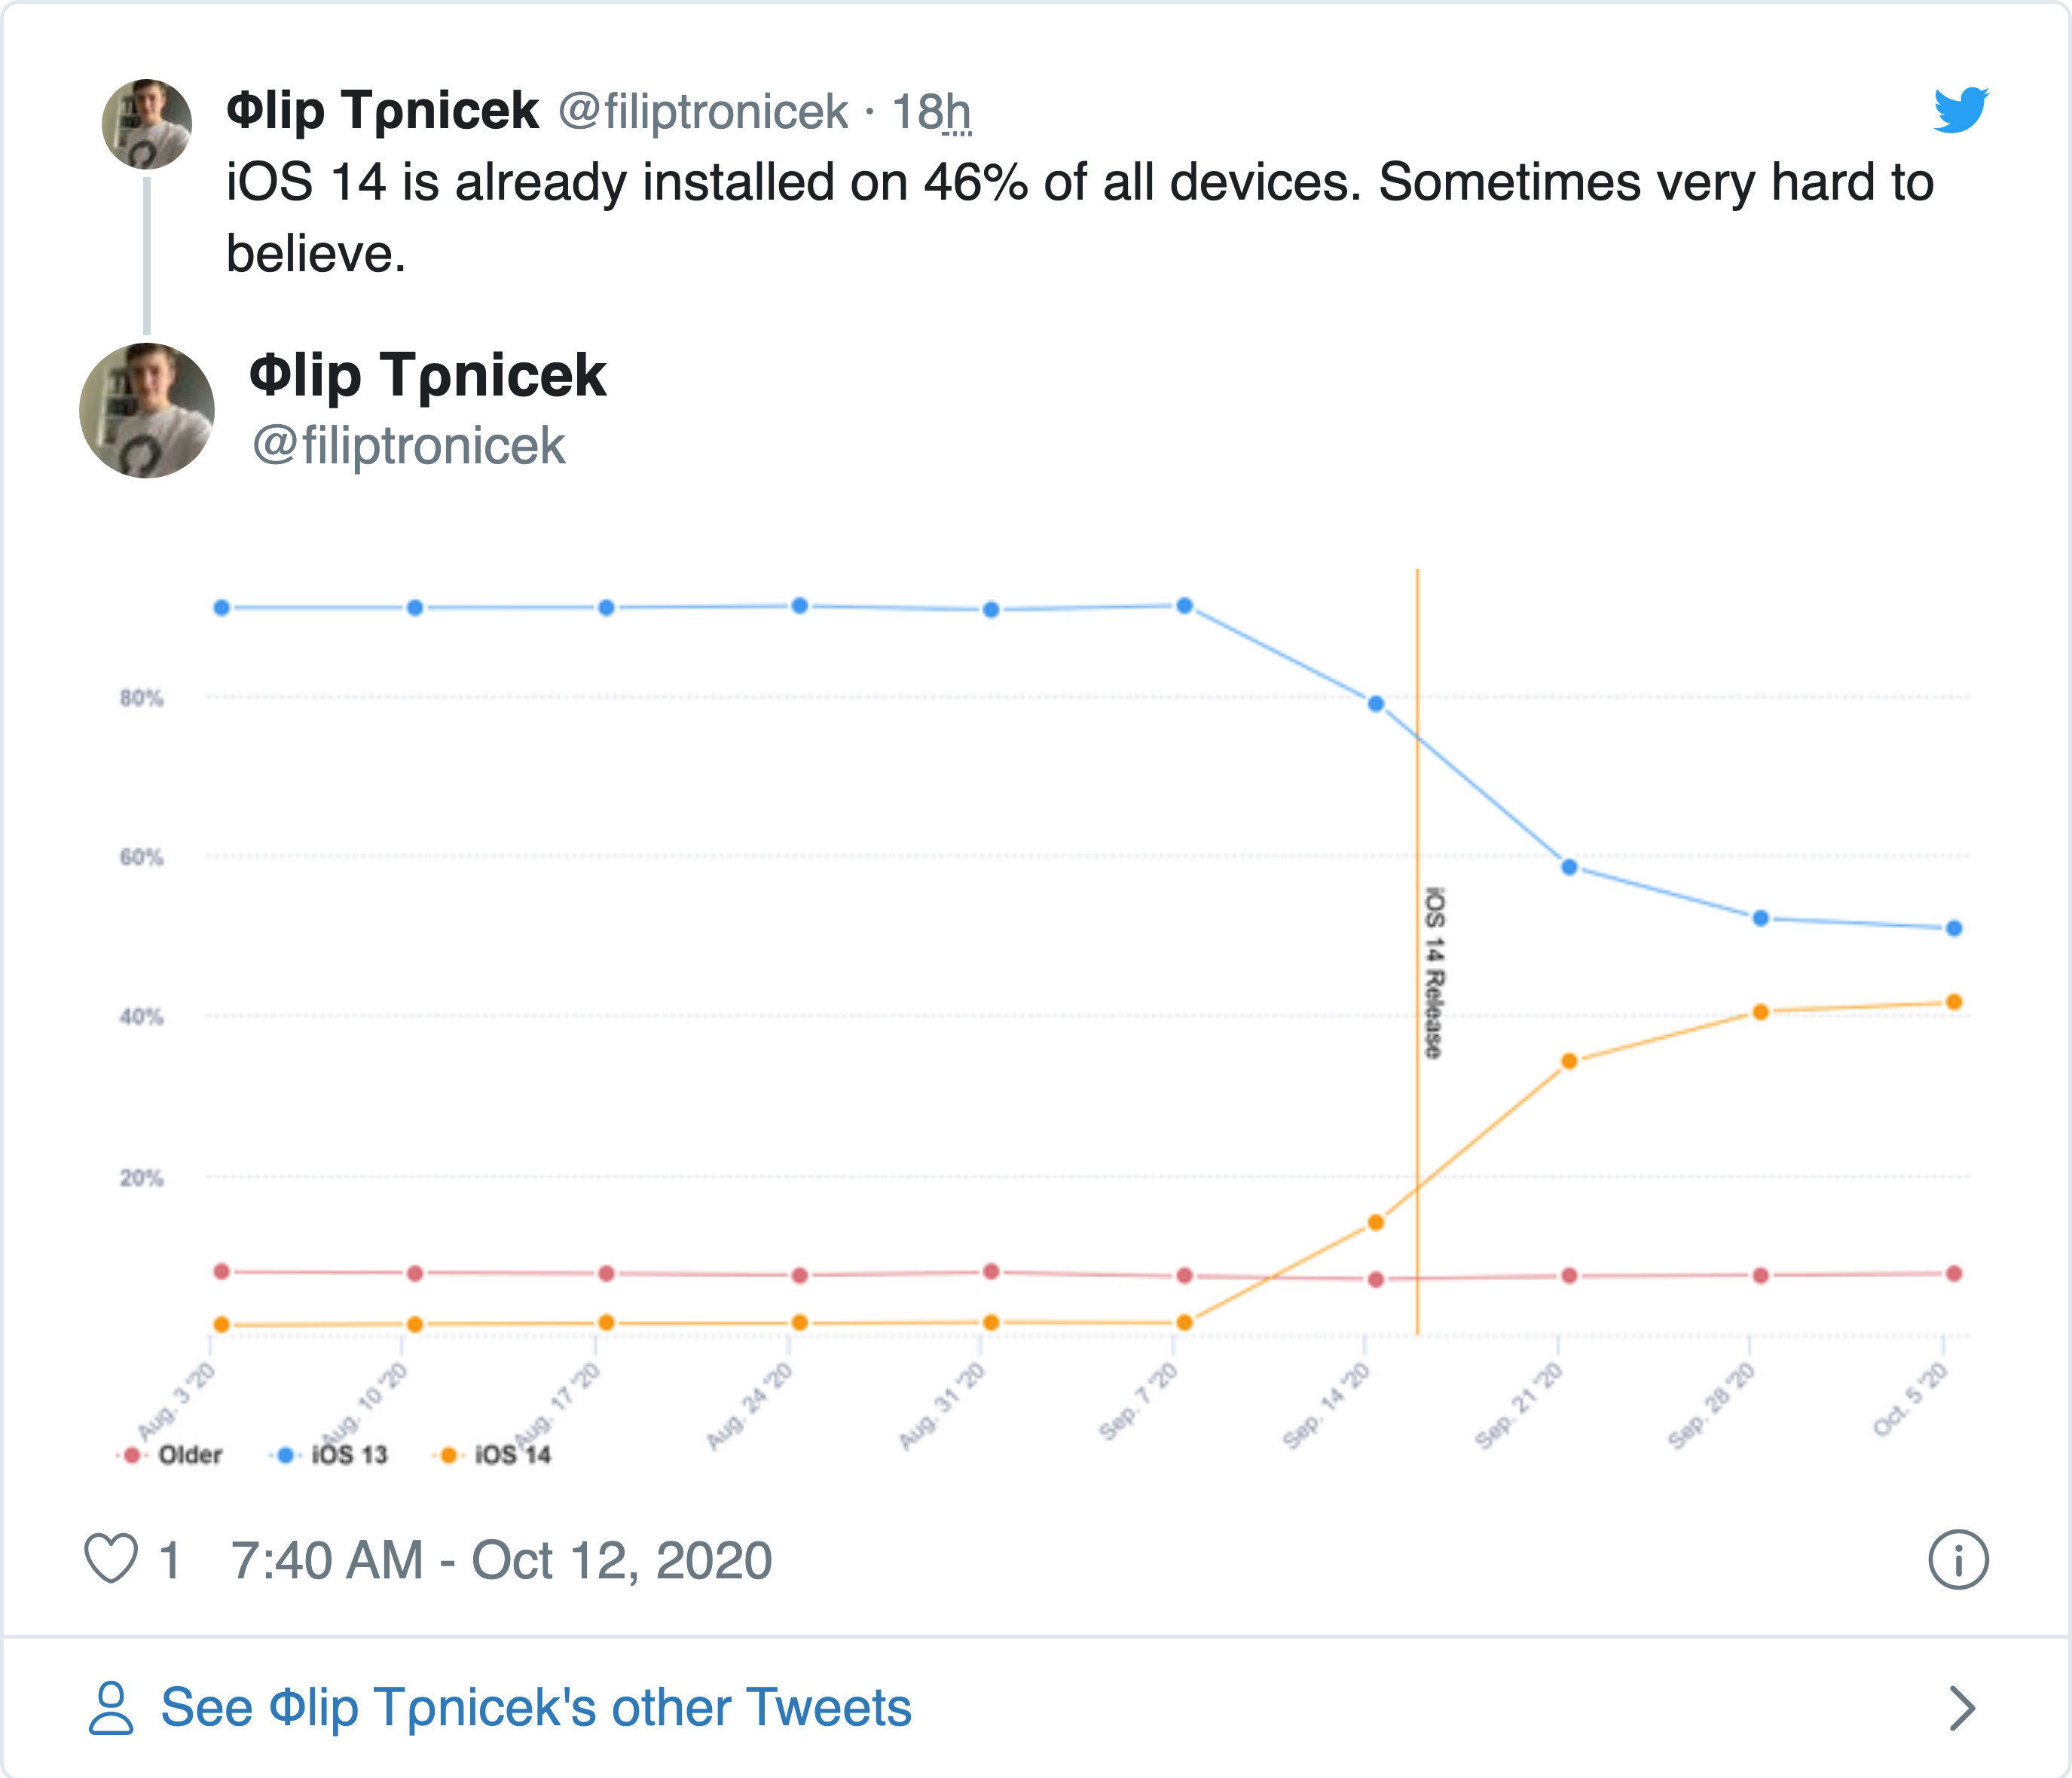 Φlip Tρnicek @filiptronicek · 18h
iOS 14 is already installed on 46% of all devices. Sometimes very hard to
believe.
Φlip Tρnicek
@filiptronicek
80%
60%
40%
20%
iOS 14 Release
Aug. 3 '20
Aug. 10 '20
Aug. 17 '20
Aug. 24 '20
Aug. 31 '20
Sep. 7 '20
Sep. 14 '20
Sep. 21 '20
Sep. 28 '20
Oct. 5 '20
Older iOS 13 iOS 14
1 7:40 AM - Oct 12, 2020
See Φlip Tρnicek's other Tweets